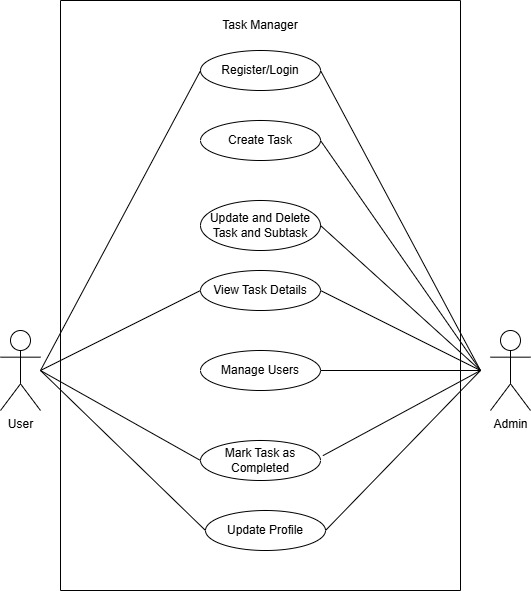 Task Manager
Register/Login
Create Task
Update and Delete
Task and Subtask
View Task Details
Manage Users
User
Admin
Mark Task as
Completed
Update Profile